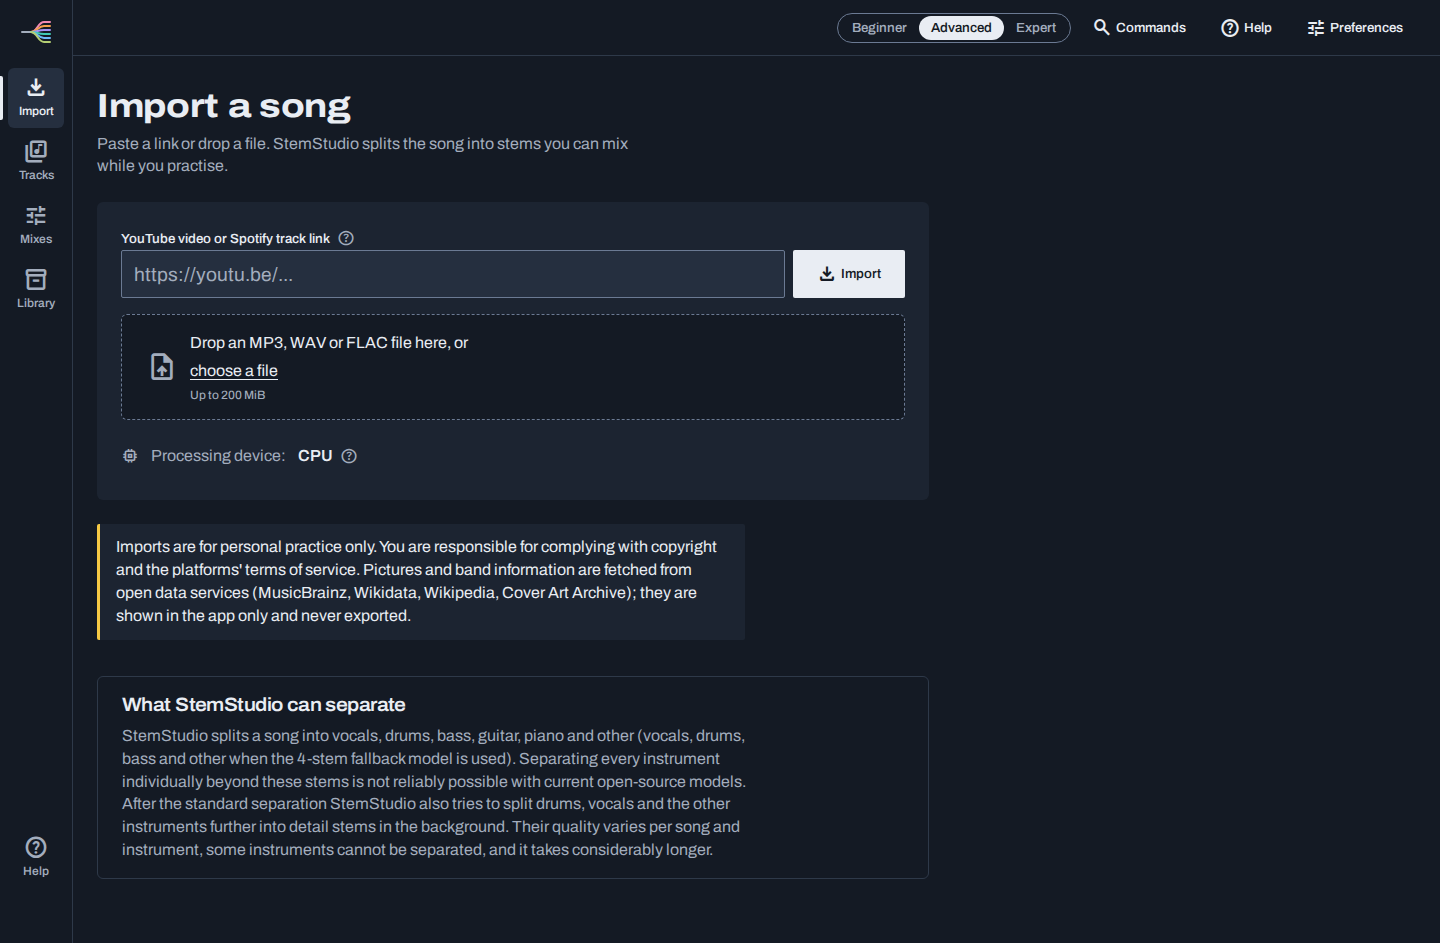 Beginner
Advanced
Expert
Commands
Help
Preferences
Import
Tracks
Mixes
Library
Help
Import a song
Paste a link or drop a file. StemStudio splits the song into stems you can mix
while you practise.
YouTube video or Spotify track link
https://youtu.be/...
Import
Drop an MP3, WAV or FLAC file here, or
choose a file
Up to 200 MiB
Processing device: CPU
Imports are for personal practice only. You are responsible for complying with copyright
and the platforms' terms of service. Pictures and band information are fetched from
open data services (MusicBrainz, Wikidata, Wikipedia, Cover Art Archive); they are
shown in the app only and never exported.
What StemStudio can separate
StemStudio splits a song into vocals, drums, bass, guitar, piano and other (vocals, drums,
bass and other when the 4-stem fallback model is used). Separating every instrument
individually beyond these stems is not reliably possible with current open-source models.
After the standard separation StemStudio also tries to split drums, vocals and the other
instruments further into detail stems in the background. Their quality varies per song and
instrument, some instruments cannot be separated, and it takes considerably longer.